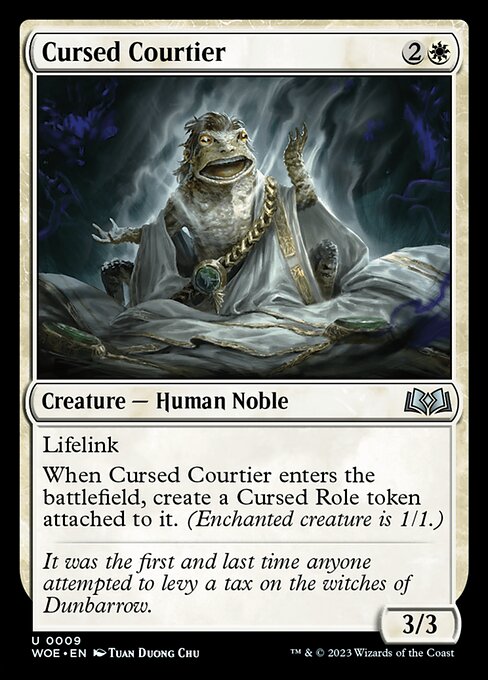 Cursed Courtier 2
Creature — Human Noble
Lifelink
When Cursed Courtier enters the
battlefield, create a Cursed Role token
attached to it. (Enchanted creature is 1/1.)
It was the first and last time anyone
attempted to levy a tax on the witches of
Dunbarrow.
3/3
U 0009
WOE • EN Tuan Duong Chu ™ & © 2023 Wizards of the Coast